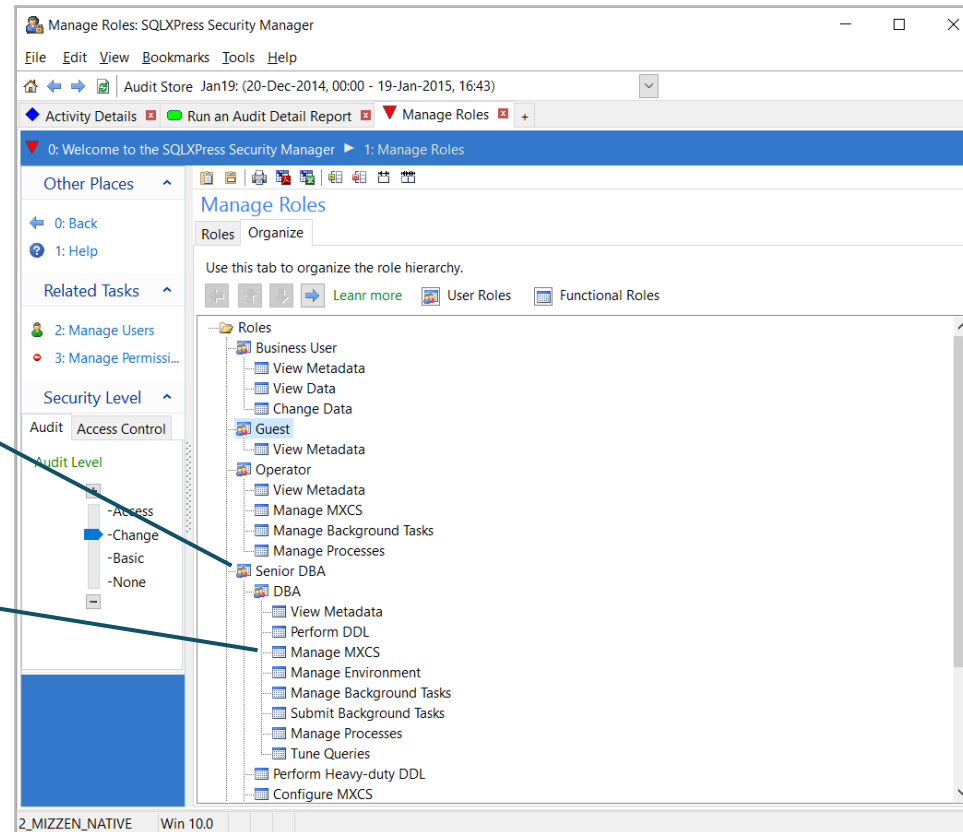 Manage Roles: SQLXPress Security Manager
File Edit View Bookmarks Tools Help
Audit Store Jan19: (20-Dec-2014, 00:00 - 19-Jan-2015, 16:43)
Activity Details Run an Audit Detail Report Manage Roles +
0: Welcome to the SQLXPress Security Manager 1: Manage Roles
Other Places
0: Back
1: Help
Related Tasks
2: Manage Users
3: Manage Permissi...
Security Level
Audit Access Control
Audit Level
-Access
-Change
-Basic
-None
Manage Roles
Roles Organize
Use this tab to organize the role hierarchy.
Leanr more User Roles Functional Roles
Roles
Business User
View Metadata
View Data
Change Data
Guest
View Metadata
Operator
View Metadata
Manage MXCS
Manage Background Tasks
Manage Processes
Senior DBA
DBA
View Metadata
Perform DDL
Manage MXCS
Manage Environment
Manage Background Tasks
Submit Background Tasks
Manage Processes
Tune Queries
Perform Heavy-duty DDL
Configure MXCS
2_MIZZEN_NATIVE Win 10.0